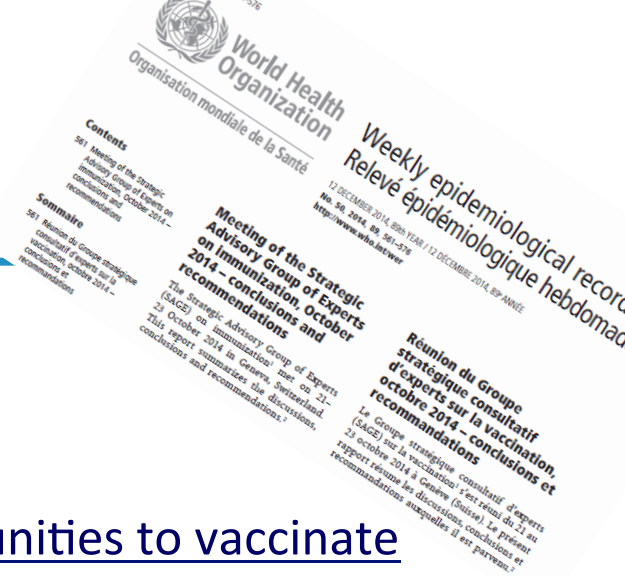 576
World Health
Organization
Organisation mondiale de la Santé
Weekly epidemiological record
Relevé épidémiologique hebdomad
12 DECEMBER 2014, 89th YEAR / 12 DÉCEMBRE 2014, 89e ANNÉE
No. 50, 2014, 89, 561–576
http://www.who.int/wer
Contents
561 Meeting of the Strategic
Advisory Group of Experts on
immunization, October 2014 –
conclusions and
recommendations
Sommaire
561 Réunion du Groupe stratégique
consultatif d'experts sur la
vaccination, octobre 2014 –
conclusions et
recommandations
Meeting of the Strategic
Advisory Group of Experts
on immunization, October
2014 – conclusions and
recommendations
The Strategic Advisory Group of Experts
(SAGE) on immunization¹ met on 21–
23 October 2014 in Geneva, Switzerland.
This report summarizes the discussions,
conclusions and recommendations.²
Réunion du Groupe
stratégique consultatif
d'experts sur la vaccination,
octobre 2014 – conclusions et
recommandations
Le Groupe stratégique consultatif d'experts
(SAGE) sur la vaccination¹ s'est réuni du 21 au
23 octobre 2014 à Genève (Suisse). Le présent
rapport résume les discussions, conclusions et
recommandations auxquelles il est parvenu.²
unities to vaccinate